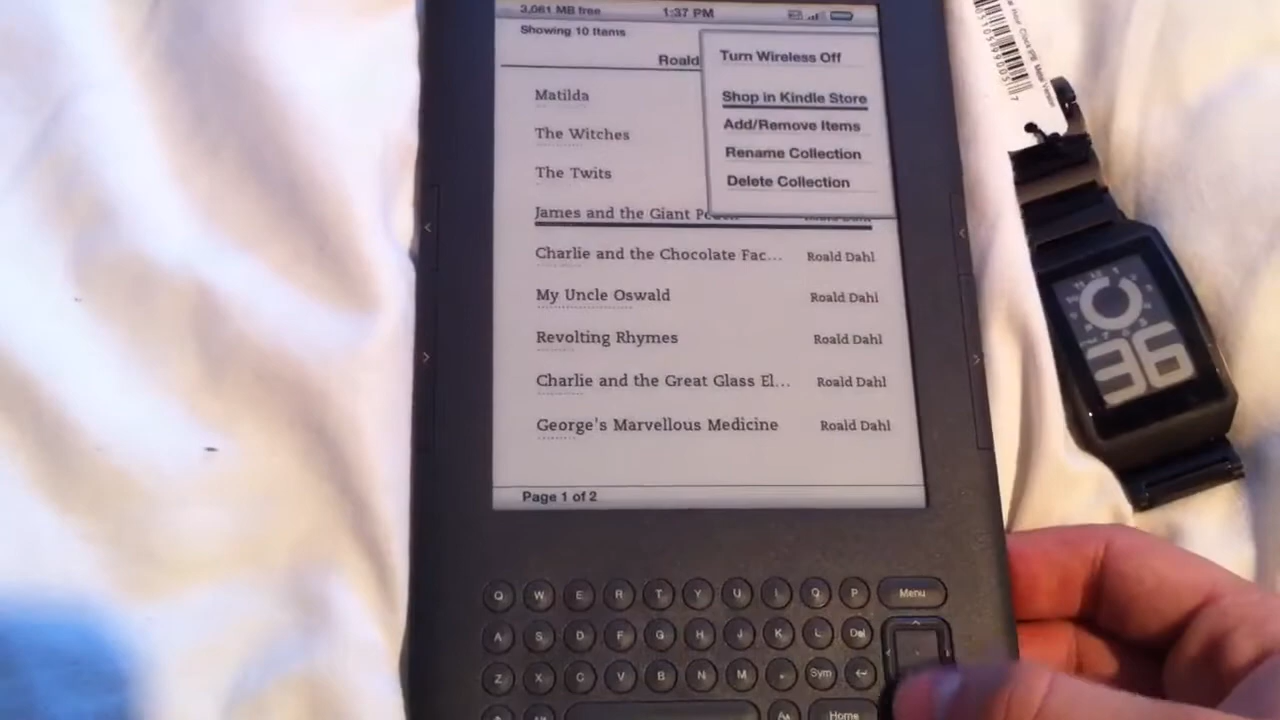 3,061 MB free 1:37 PM
Showing 10 Items
Roald
Turn Wireless Off
Shop in Kindle Store
Add/Remove Items
Rename Collection
Delete Collection
Matilda
The Witches
The Twits
James and the Giant
Charlie and the Chocolate Fac... Roald Dahl
My Uncle Oswald Roald Dahl
Revolting Rhymes Roald Dahl
Charlie and the Great Glass El... Roald Dahl
George's Marvellous Medicine Roald Dahl
Page 1 of 2
Q W E R T Y U I O P Menu
A S D F G H J K L Del
Z X C V B N M . Sym
Alt Aa Home
36